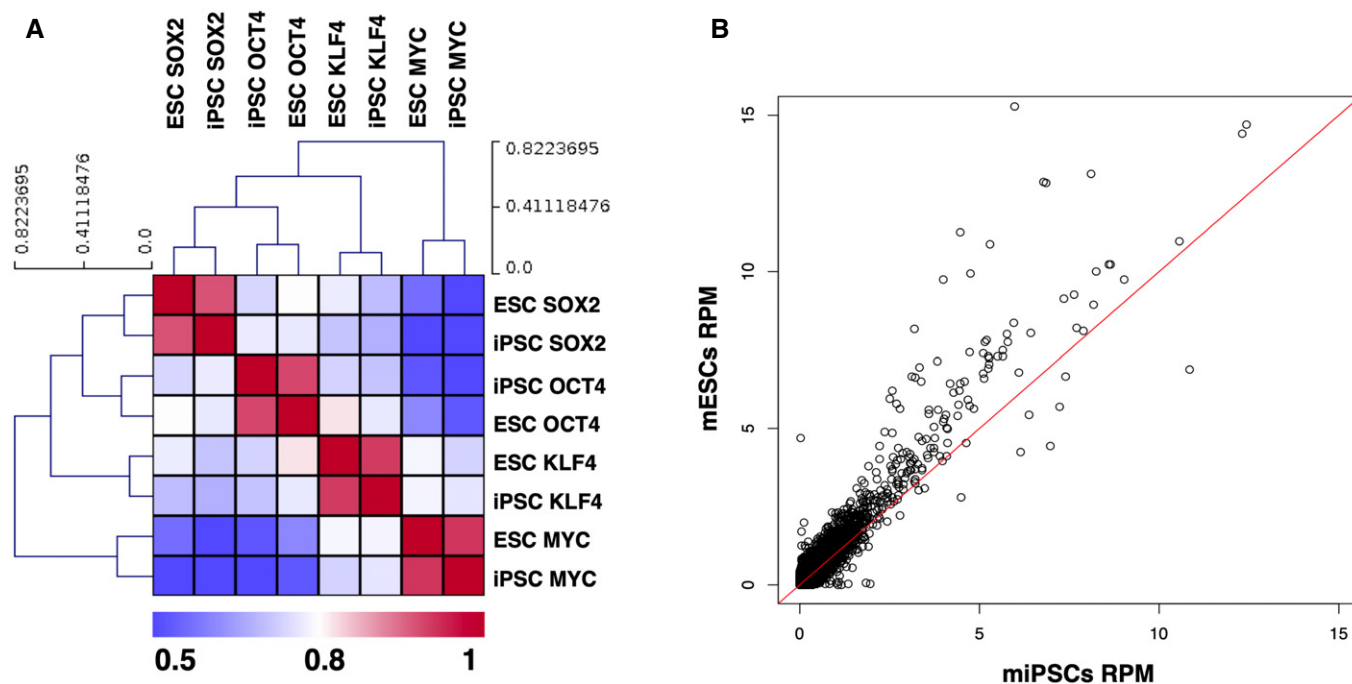 A
ESC SOX2
iPSC SOX2
iPSC OCT4
ESC OCT4
ESC KLF4
iPSC KLF4
ESC MYC
iPSC MYC
0.8223695
0.41118476
0.0
0.8223695
0.41118476
0.0
ESC SOX2
iPSC SOX2
iPSC OCT4
ESC OCT4
ESC KLF4
iPSC KLF4
ESC MYC
iPSC MYC
0.5 0.8 1
B
mESCs RPM
15
10
5
0
0 5 10 15
miPSCs RPM